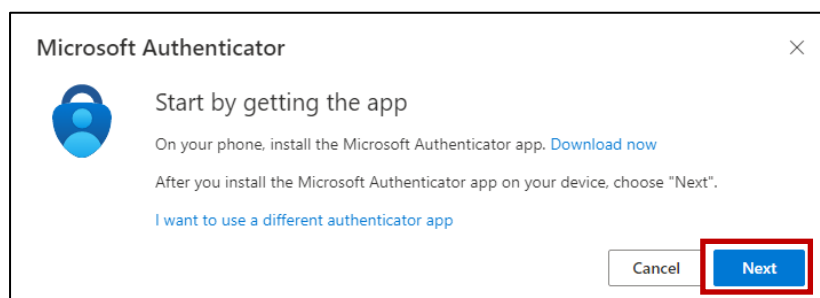 Microsoft Authenticator
Start by getting the app
On your phone, install the Microsoft Authenticator app. Download now
After you install the Microsoft Authenticator app on your device, choose "Next".
I want to use a different authenticator app
Cancel Next